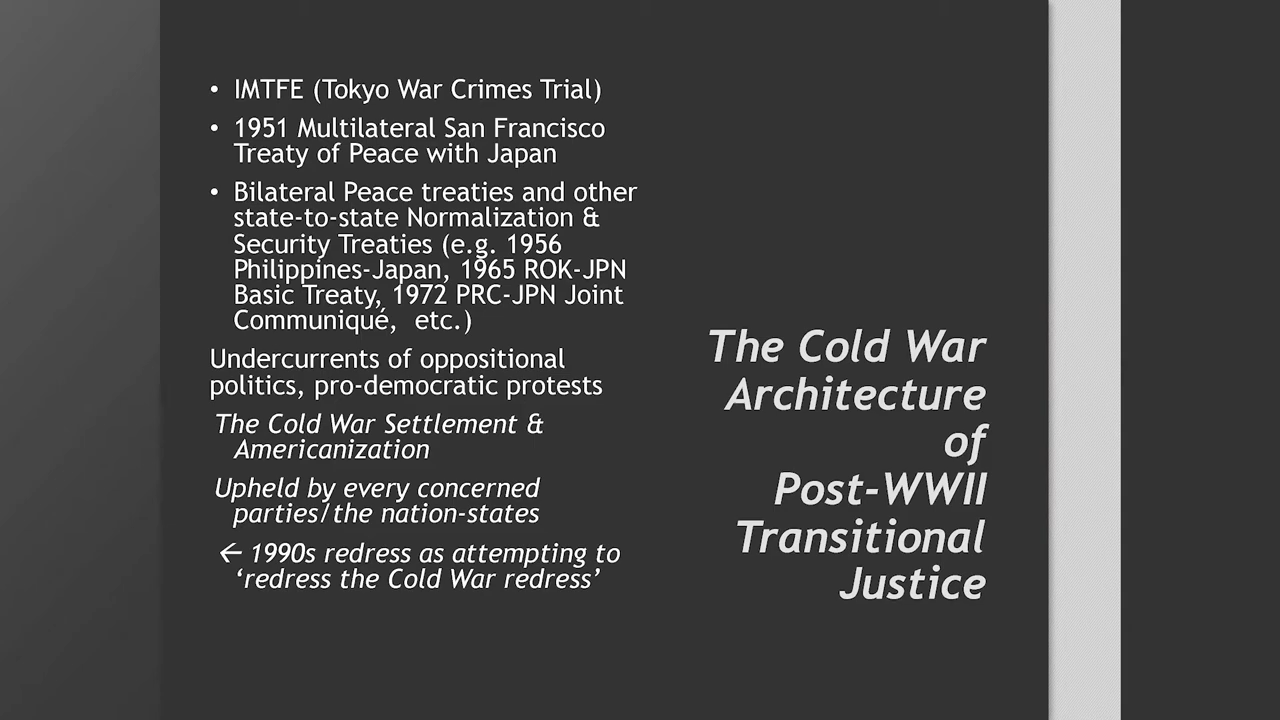 • IMTFE (Tokyo War Crimes Trial)
• 1951 Multilateral San Francisco
Treaty of Peace with Japan
• Bilateral Peace treaties and other
state-to-state Normalization &
Security Treaties (e.g. 1956
Philippines-Japan, 1965 ROK-JPN
Basic Treaty, 1972 PRC-JPN Joint
Communiqué,  etc.)
Undercurrents of oppositional
politics, pro-democratic protests
The Cold War Settlement &
Americanization
Upheld by every concerned
parties/the nation-states
← 1990s redress as attempting to
‘redress the Cold War redress’
The Cold War
Architecture
of
Post-WWII
Transitional
Justice